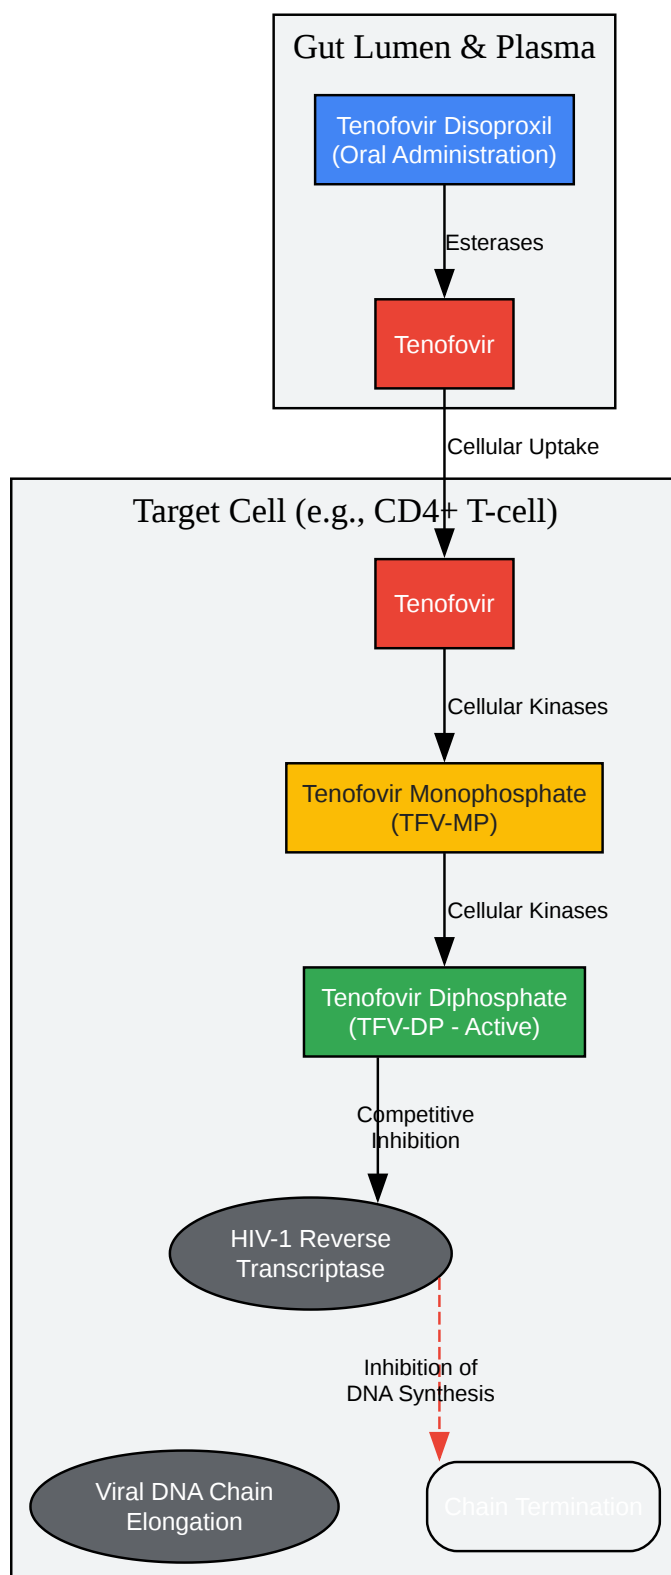 Gut Lumen & Plasma
Tenofovir Disoproxil
(Oral Administration)
Esterases
Tenofovir
Cellular Uptake
Target Cell (e.g., CD4+ T-cell)
Tenofovir
Cellular Kinases
Tenofovir Monophosphate
(TFV-MP)
Cellular Kinases
Tenofovir Diphosphate
(TFV-DP - Active)
Competitive
Inhibition
HIV-1 Reverse
Transcriptase
Inhibition of
DNA Synthesis
Viral DNA Chain
Elongation
Chain Termination